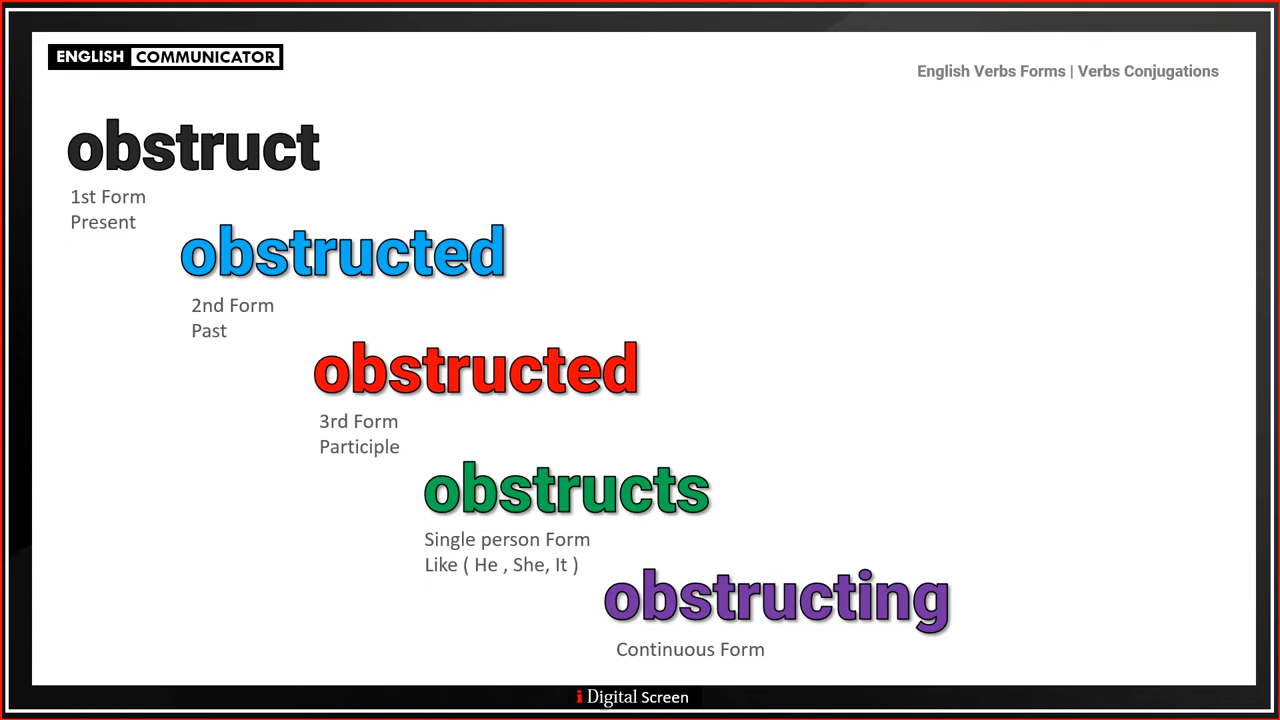 ENGLISH COMMUNICATOR
English Verbs Forms | Verbs Conjugations
obstruct
1st Form
Present
obstructed
2nd Form
Past
obstructed
3rd Form
Participle
obstructs
Single person Form
Like ( He , She, It )
obstructing
Continuous Form
i Digital Screen